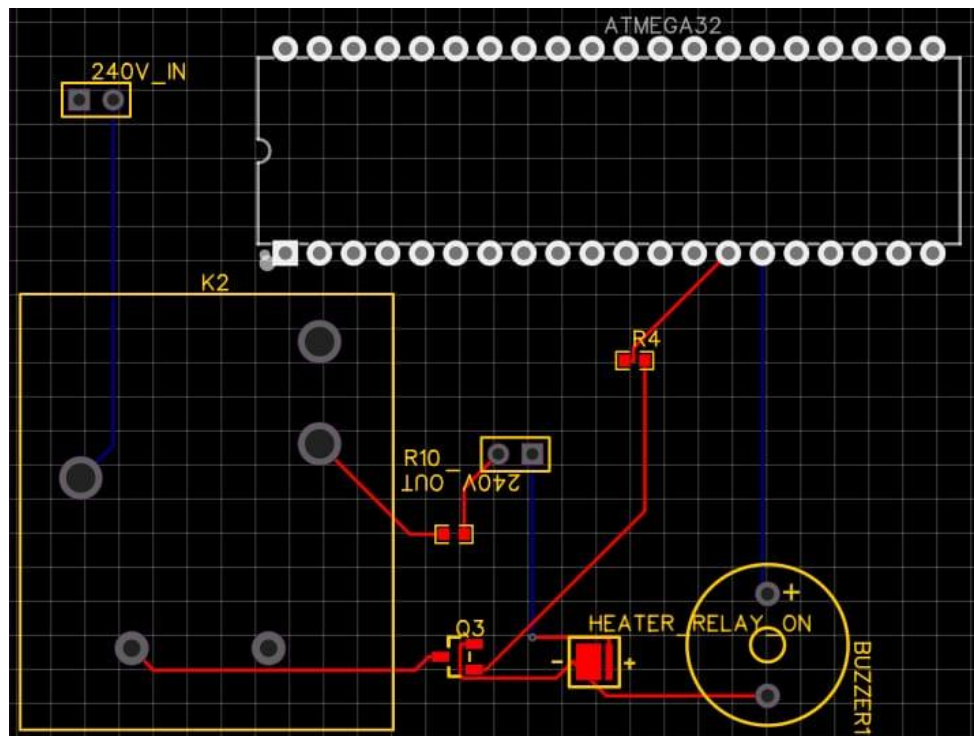 ATMEGA32
240V_IN
K2
R4
R10
240V_OUT
Q3
HEATER_RELAY_ON
- +
+
BUZZER1